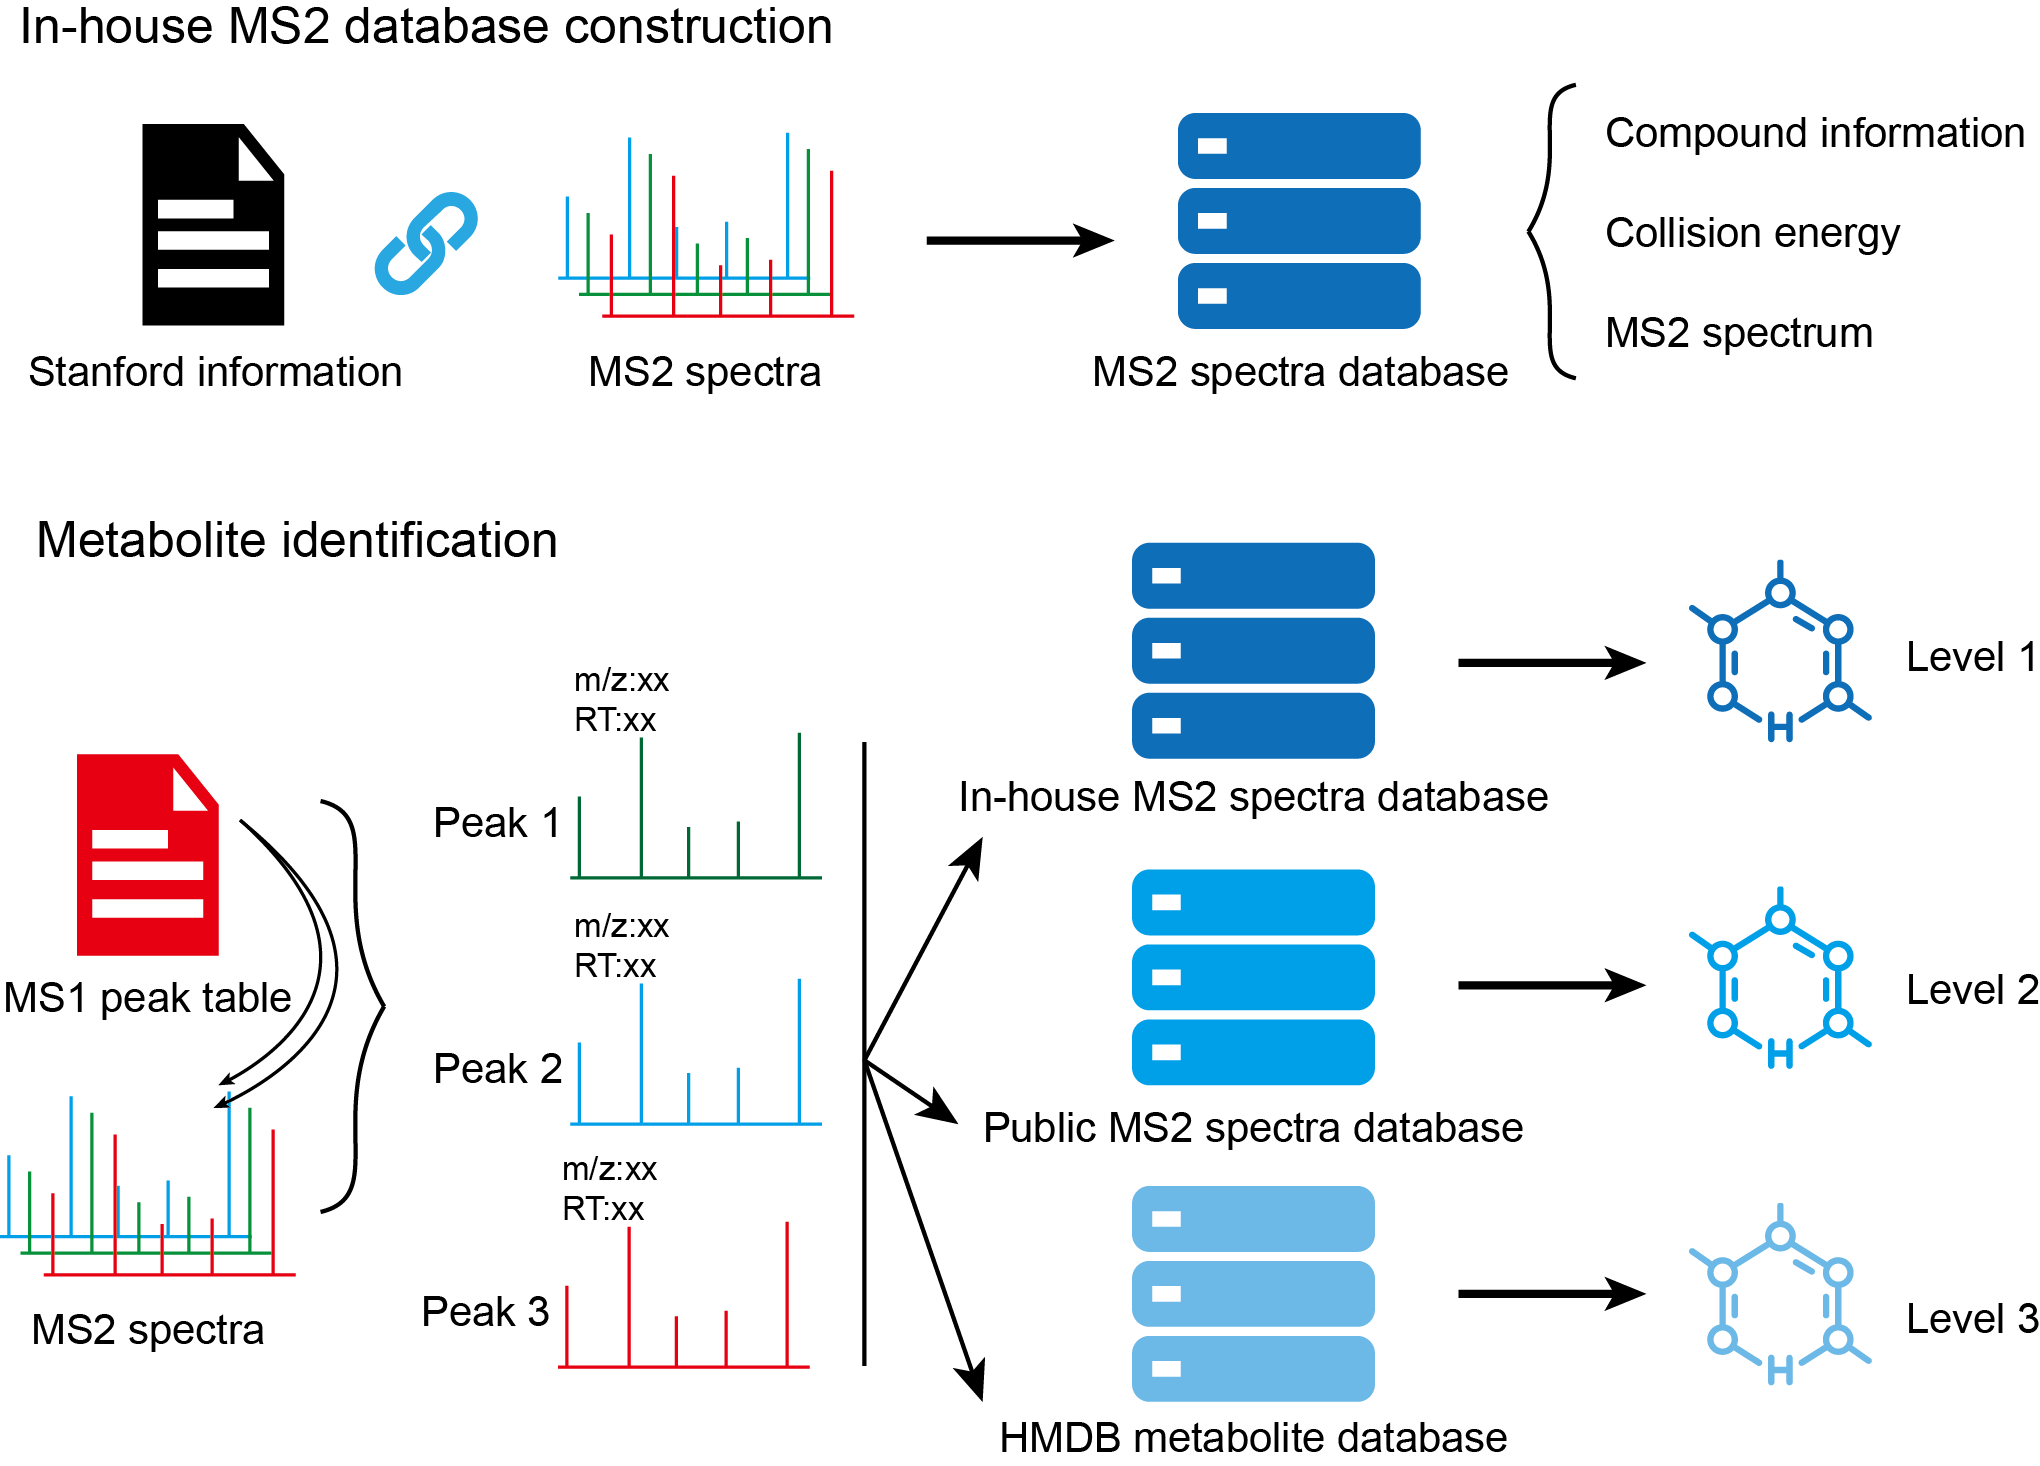 In-house MS2 database construction
Compound information
Collision energy
MS2 spectrum
Stanford information
MS2 spectra
MS2 spectra database
Metabolite identification
m/z:xx
RT:xx
Peak 1
m/z:xx
RT:xx
Peak 2
m/z:xx
RT:xx
Peak 3
MS1 peak table
MS2 spectra
In-house MS2 spectra database
Level 1
H
Public MS2 spectra database
Level 2
H
HMDB metabolite database
Level 3
H